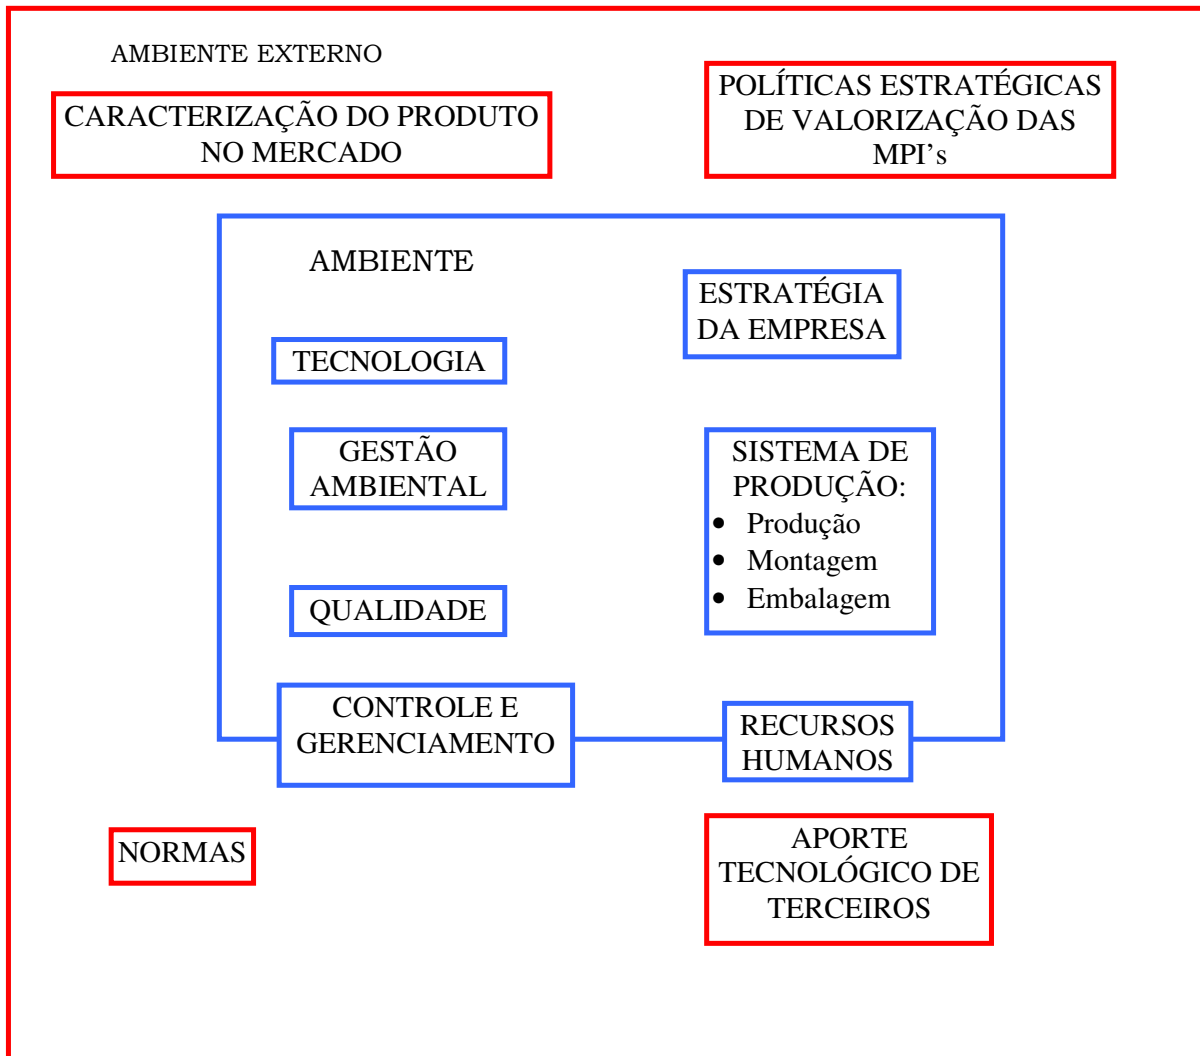 AMBIENTE EXTERNO
CARACTERIZAÇÃO DO PRODUTO
NO MERCADO
POLÍTICAS ESTRATÉGICAS
DE VALORIZAÇÃO DAS
MPI's
AMBIENTE
ESTRATÉGIA
DA EMPRESA
TECNOLOGIA
GESTÃO
AMBIENTAL
SISTEMA DE
PRODUÇÃO:
• Produção
• Montagem
• Embalagem
QUALIDADE
CONTROLE E
GERENCIAMENTO
RECURSOS
HUMANOS
NORMAS
APORTE
TECNOLÓGICO DE
TERCEIROS